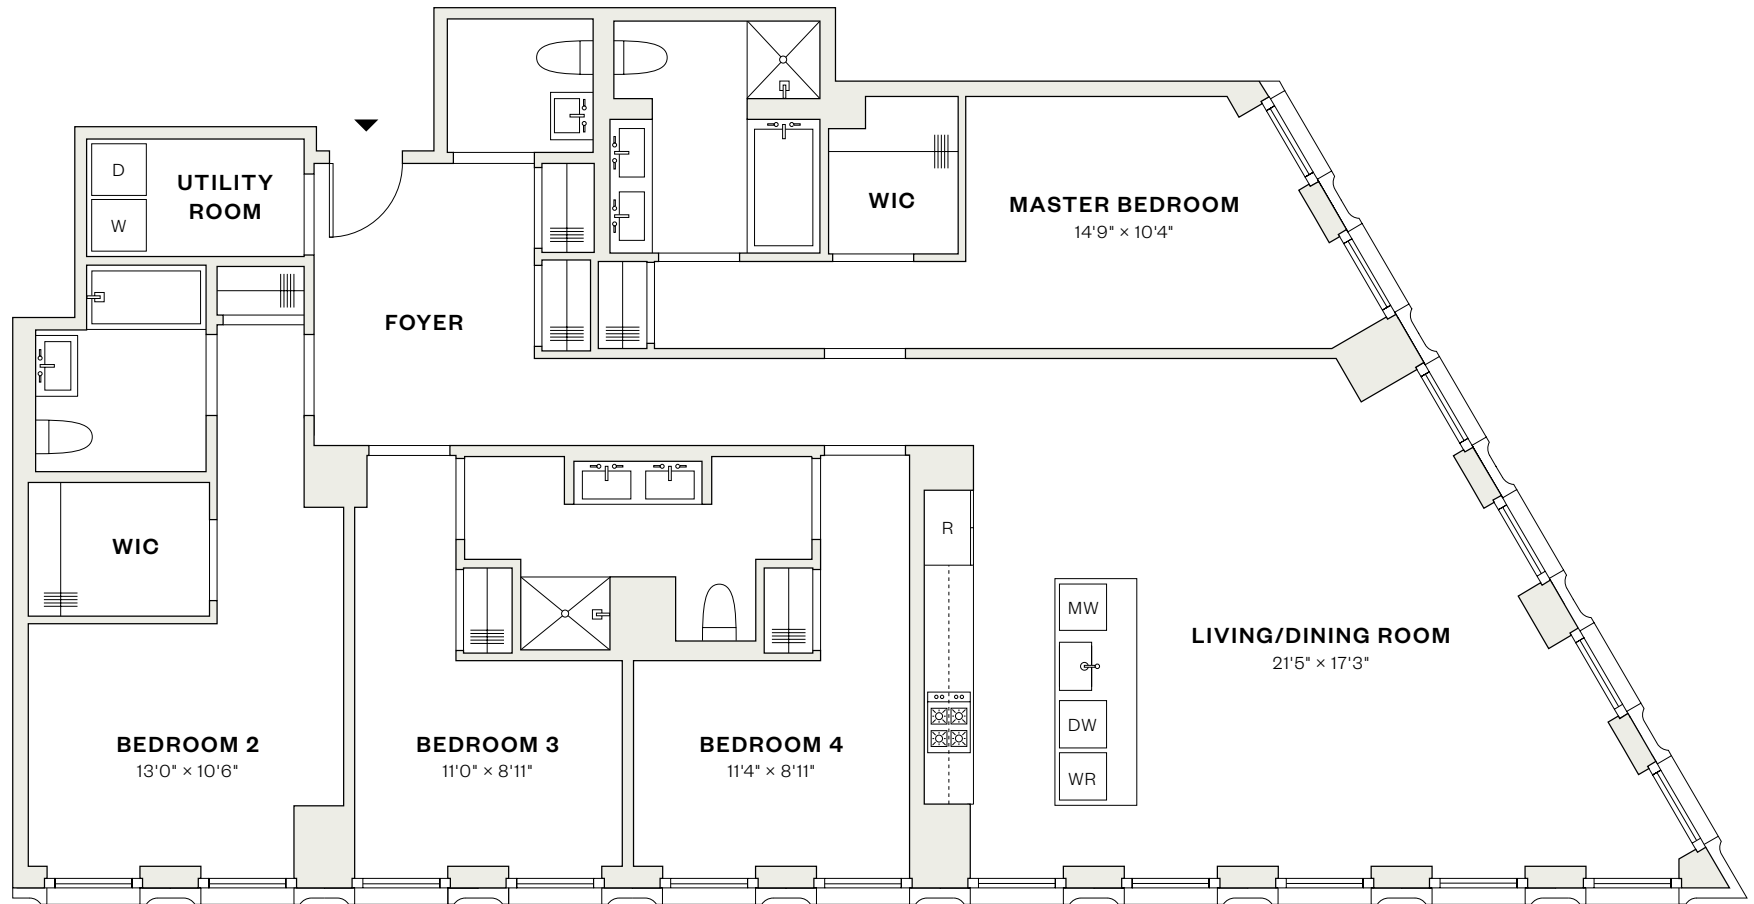 D
W
UTILITY
ROOM
WIC
MASTER BEDROOM
14'9" × 10'4"
FOYER
WIC
R
MW
LIVING/DINING ROOM
21'5" × 17'3"
DW
WR
BEDROOM 2
13'0" × 10'6"
BEDROOM 3
11'0" × 8'11"
BEDROOM 4
11'4" × 8'11"